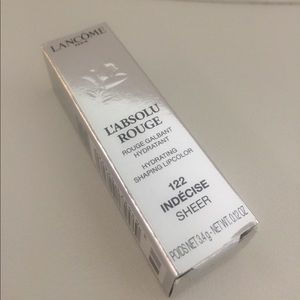 LANCÔME
L'ABSOLU
ROUGE
ROUGE GALBANT
HYDRATANT
HYDRATING
SHAPING LIPCOLOR
122
INDÉCISE
SHEER
POIDS NET 3.4 g - NET WT. 0.12 OZ